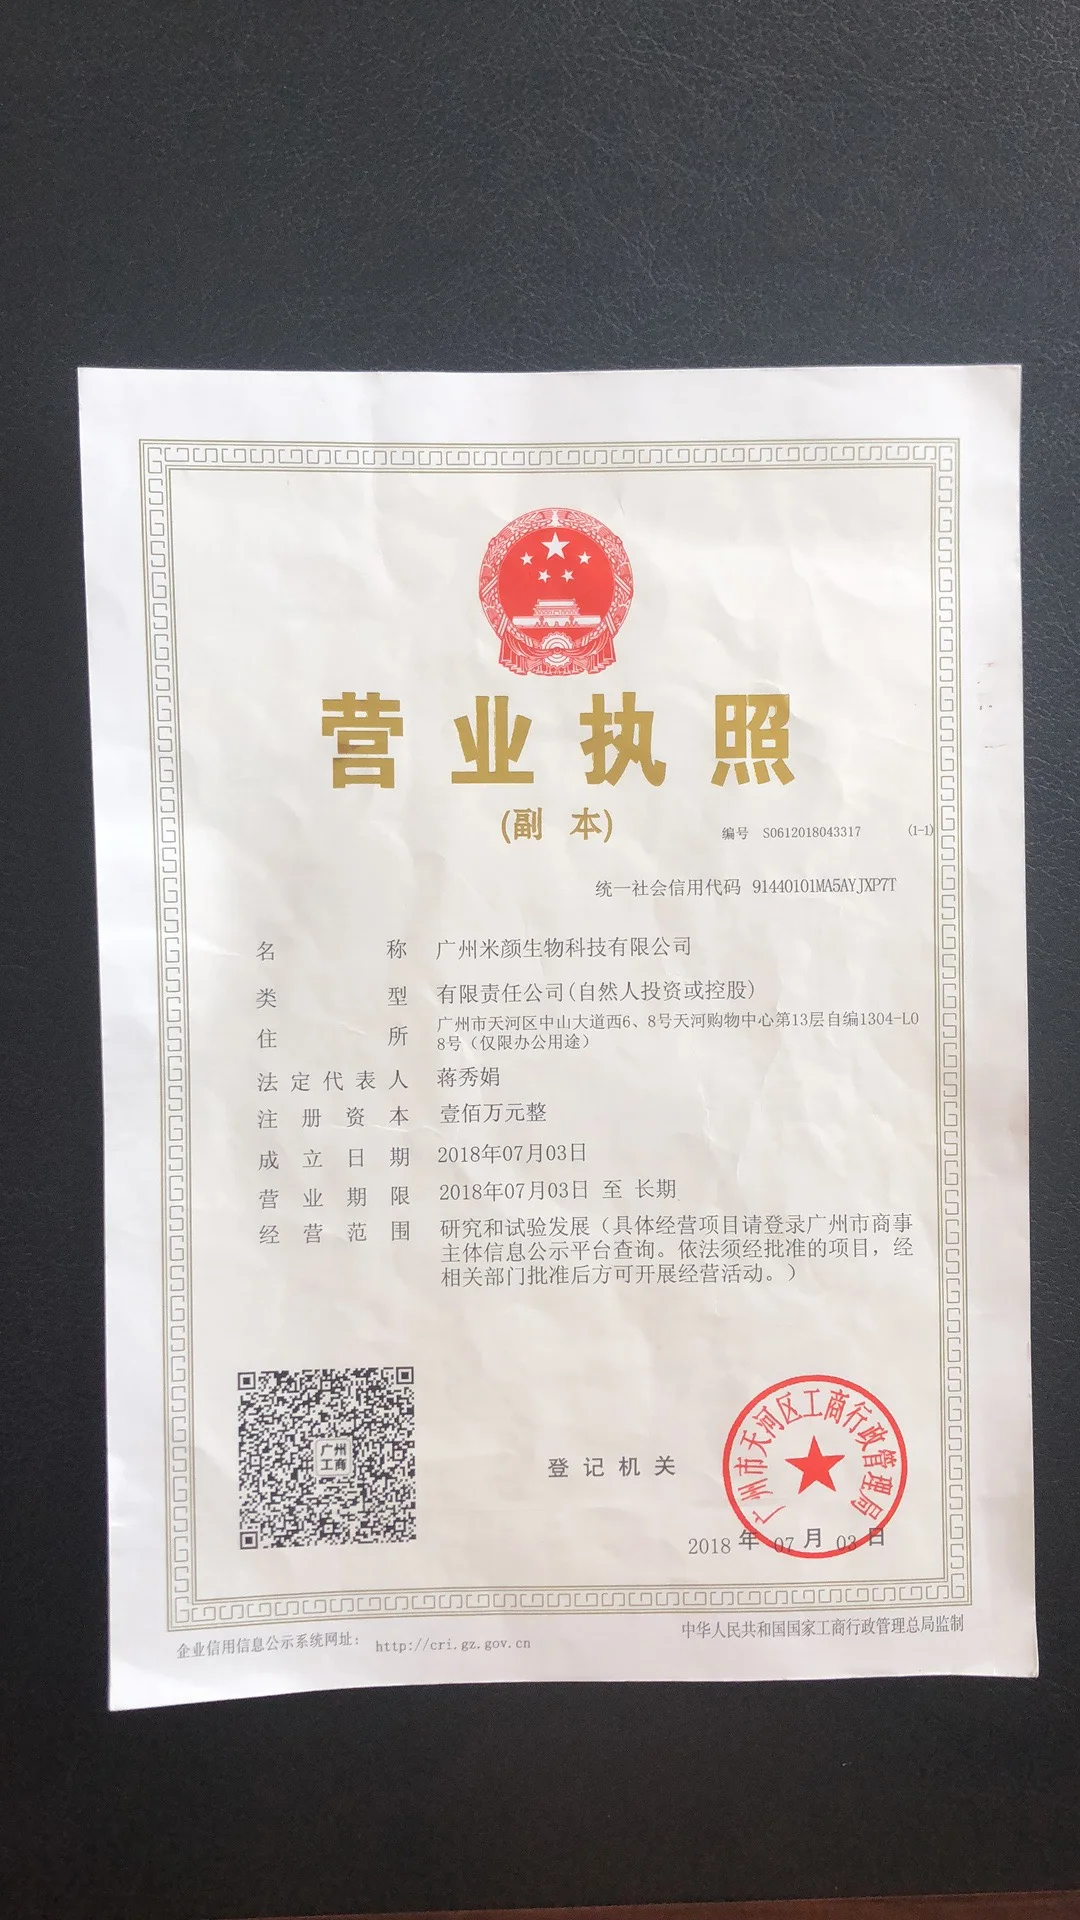 营业执照
(副 本)
编号 S0612018043317 (1-1)
统一社会信用代码 91440101MA5AYJXP7T
名称 广州米颜生物科技有限公司
类型 有限责任公司(自然人投资或控股)
住所 广州市天河区中山大道西6、8号天河购物中心第13层自编1304-L0
8号（仅限办公用途）
法定代表人 蒋秀娟
注册资本 壹佰万元整
成立日期 2018年07月03日
营业期限 2018年07月03日 至 长期
经营范围 研究和试验发展（具体经营项目请登录广州市商事
主体信息公示平台查询。依法须经批准的项目，经
相关部门批准后方可开展经营活动。）
广州
工商
登记机关
广州市天河区工商行政管理局
2018 年 07 月 03 日
企业信用信息公示系统网址： http://cri.gz.gov.cn
中华人民共和国国家工商行政管理总局监制